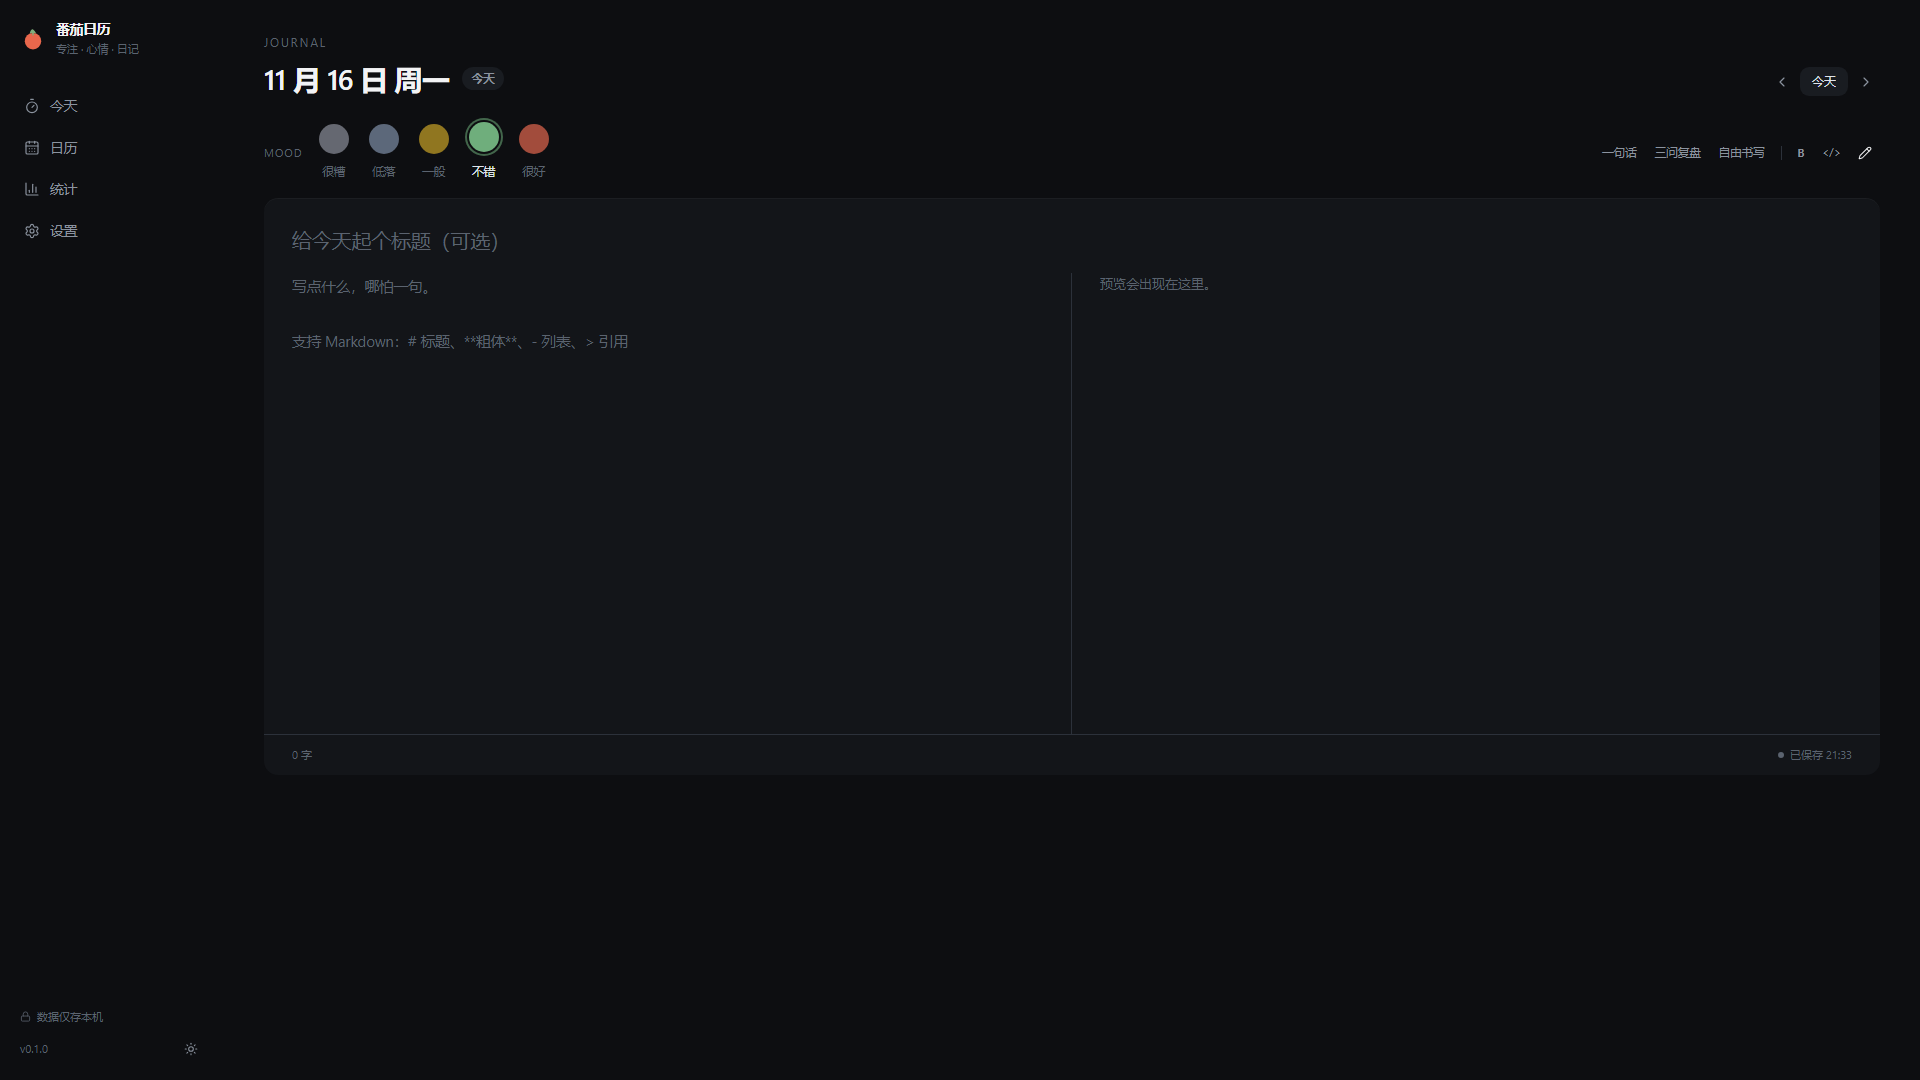 番茄日历
专注 · 心情 · 日记
今天
日历
统计
设置
数据仅存本机
v0.1.0
JOURNAL
11 月 16 日 周一 今天
今天
MOOD
很糟 低落 一般 不错 很好
一句话 三问复盘 自由书写 B </>
给今天起个标题（可选）
写点什么，哪怕一句。
支持 Markdown：# 标题、**粗体**、- 列表、> 引用
预览会出现在这里。
0 字
已保存 21:33